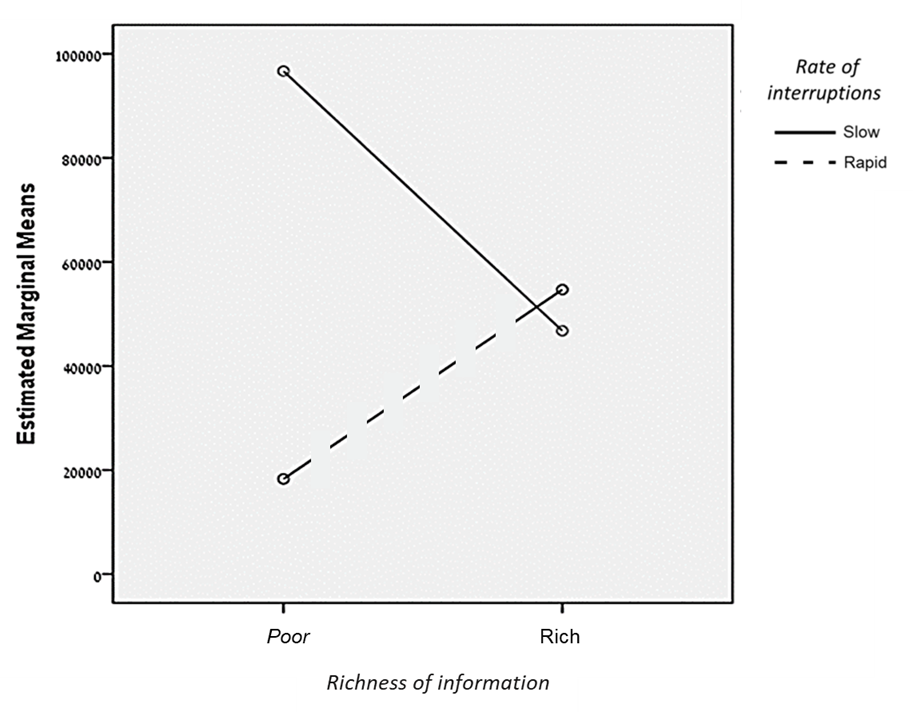 100000
80000
60000
40000
20000
0
Estimated Marginal Means
Poor
Rich
Richness of information
Rate of
interruptions
Slow
Rapid